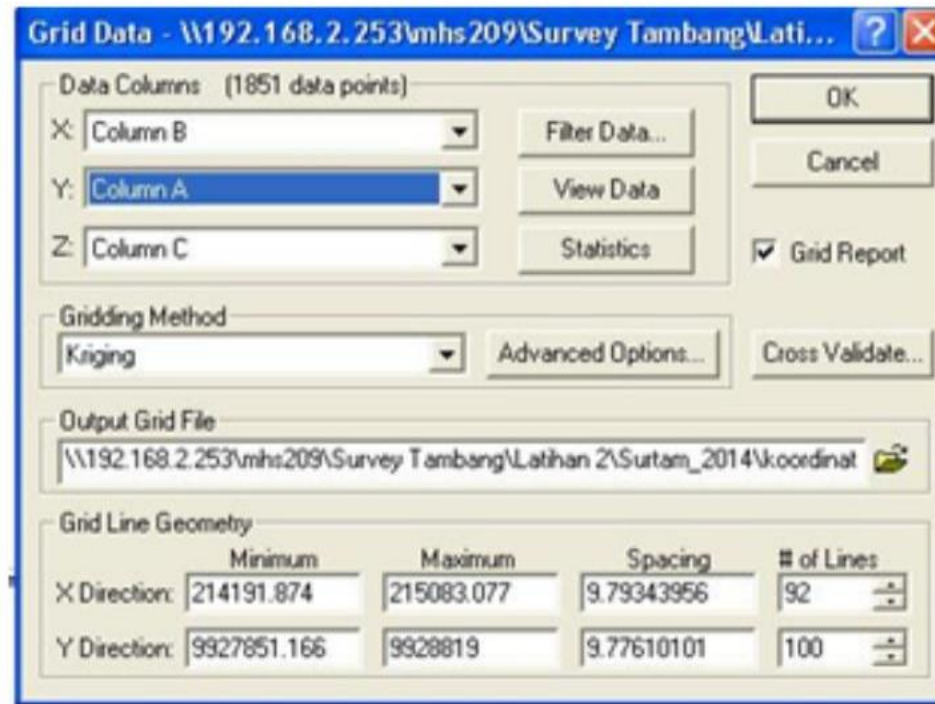 Grid Data - \\192.168.2.253\mhs209\Survey Tambang\Lati...
Data Columns (1851 data points)
X: Column B
Filter Data...
OK
Y: Column A
View Data
Cancel
Z: Column C
Statistics
Grid Report
Gridding Method
Kriging
Advanced Options...
Cross Validate...
Output Grid File
\\192.168.2.253\mhs209\Survey Tambang\Latihan 2\Surtam_2014\koordinat
Grid Line Geometry
Minimum Maximum Spacing # of Lines
X Direction: 214191.874 215083.077 9.79343956 92
Y Direction: 9927851.166 9928819 9.77610101 100